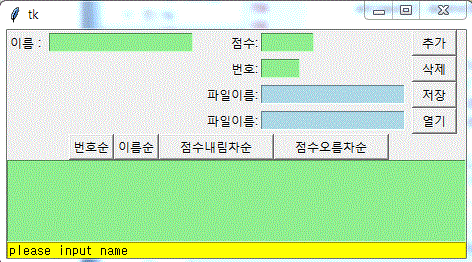 tk
이름 : 점수: 추가
번호: 삭제
파일이름: 저장
파일이름: 열기
번호순 이름순 점수내림차순 점수오름차순
please input name